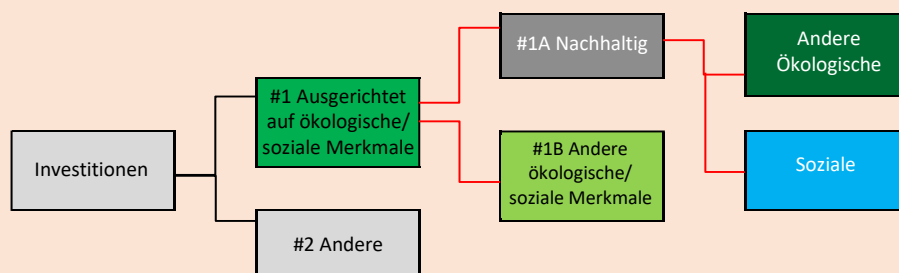 Investitionen
#1 Ausgerichtet
auf ökologische/
soziale Merkmale
#2 Andere
#1A Nachhaltig
#1B Andere
ökologische/
soziale Merkmale
Andere
Ökologische
Soziale